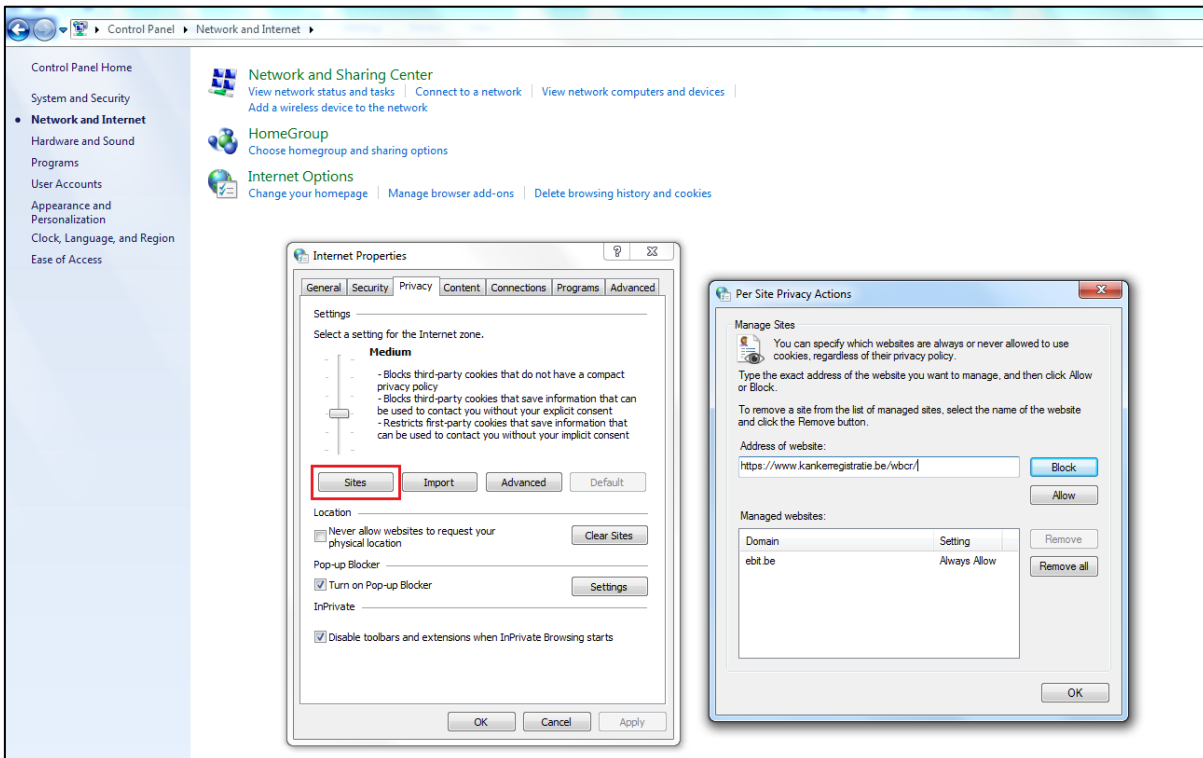 Control Panel ▸ Network and Internet ▸
Control Panel Home
System and Security
Network and Internet
Hardware and Sound
Programs
User Accounts
Appearance and
Personalization
Clock, Language, and Region
Ease of Access
Network and Sharing Center
View network status and tasks | Connect to a network | View network computers and devices |
Add a wireless device to the network
HomeGroup
Choose homegroup and sharing options
Internet Options
Change your homepage | Manage browser add-ons | Delete browsing history and cookies
Internet Properties
General Security Privacy Content Connections Programs Advanced
Settings
Select a setting for the Internet zone.
Medium
- Blocks third-party cookies that do not have a compact
privacy policy
- Blocks third-party cookies that save information that can
be used to contact you without your explicit consent
- Restricts first-party cookies that save information that
can be used to contact you without your implicit consent
Sites Import Advanced Default
Location
Never allow websites to request your
physical location
Clear Sites
Pop-up Blocker
Turn on Pop-up Blocker
Settings
InPrivate
Disable toolbars and extensions when InPrivate Browsing starts
OK Cancel Apply
Per Site Privacy Actions
Manage Sites
You can specify which websites are always or never allowed to use
cookies, regardless of their privacy policy.
Type the exact address of the website you want to manage, and then click Allow
or Block.
To remove a site from the list of managed sites, select the name of the website
and click the Remove button.
Address of website:
https://www.kankerregistratie.be/wbcr/
Block
Allow
Managed websites:
Domain Setting
ebit.be Always Allow
Remove
Remove all
OK